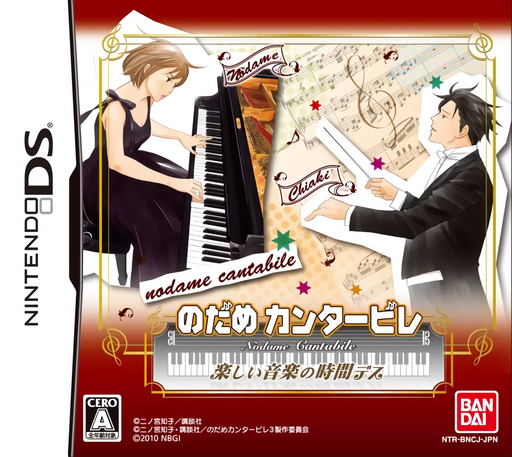 NINTENDO DS®
Nodame
Chiaki
nodame cantabile
のだめカンタービレ
Nodame Cantabile
楽しい音楽の時間デス
CERO
A
全年齢対象
©二ノ宮知子/講談社
©二ノ宮知子・講談社/のだめカンタービレ3製作委員会
©2010 NBGI
BAN
DAI
NTR-BNCJ-JPN